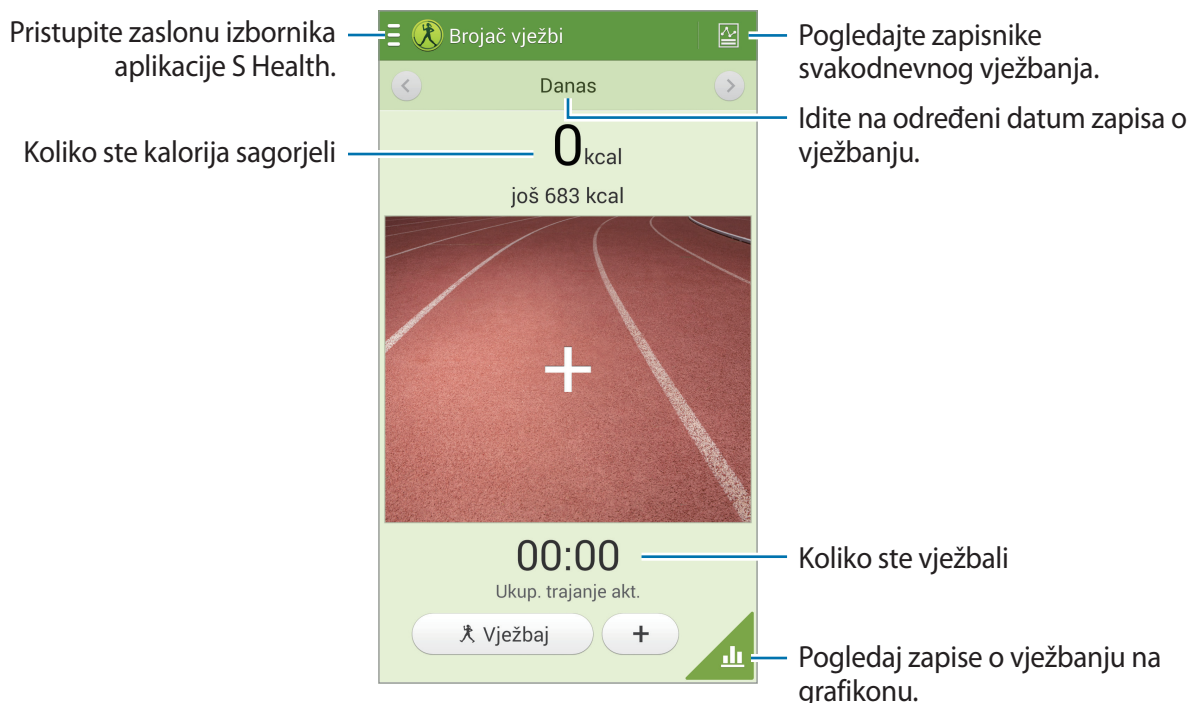 Pristupite zaslonu izbornika
aplikacije S Health.
Koliko ste kalorija sagorjeli
Brojač vježbi
Danas
0kcal
još 683 kcal
00:00
Ukup. trajanje akt.
Vježbaj
+
Pogledajte zapisnike
svakodnevnog vježbanja.
Idite na određeni datum zapisa o
vježbanju.
Koliko ste vježbali
Pogledaj zapise o vježbanju na
grafikonu.